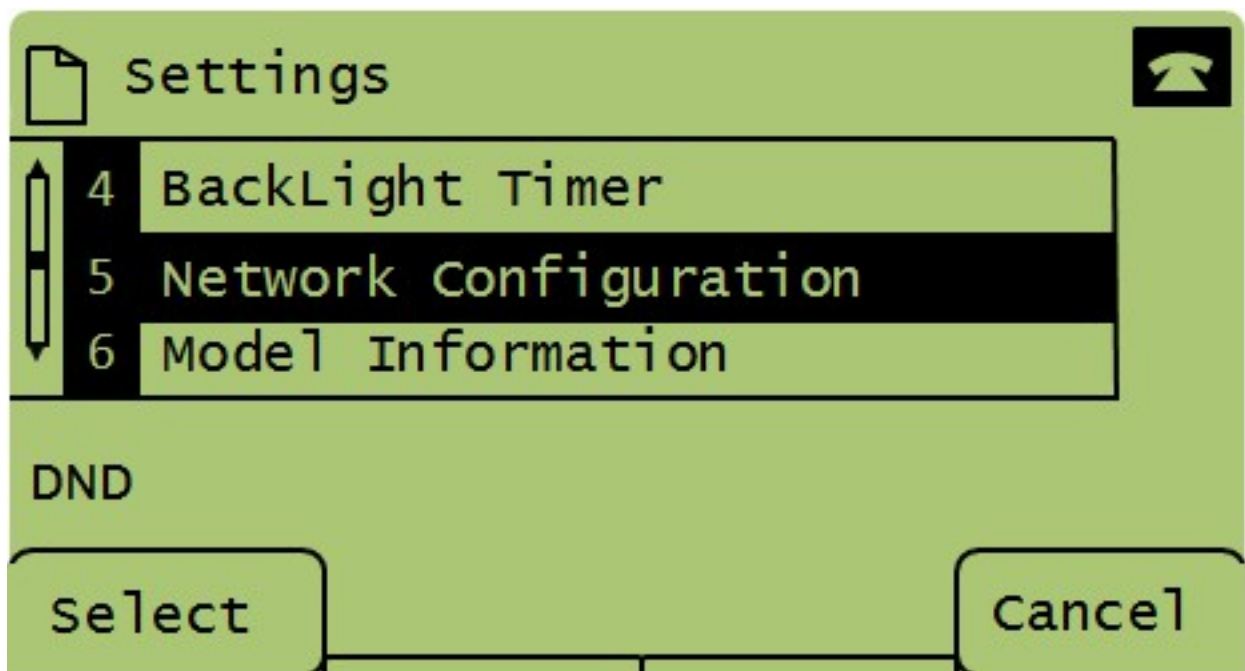 Settings
4 BackLight Timer
5 Network Configuration
6 Model Information
DND
Select Cancel